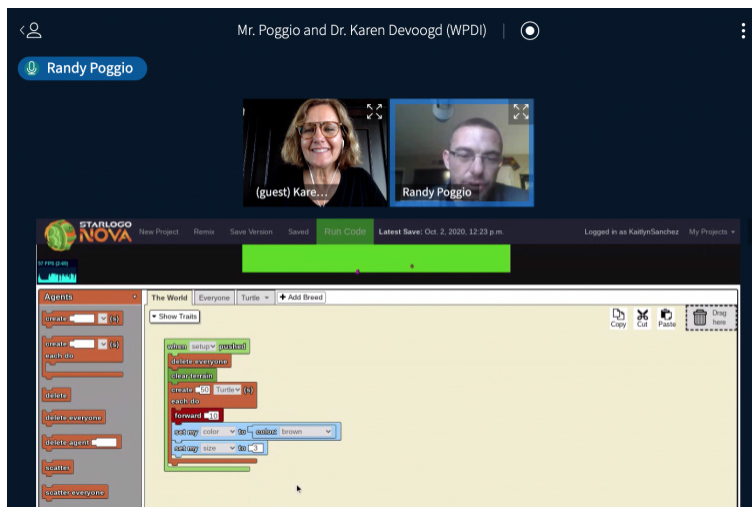 Mr. Poggio and Dr. Karen Devoogd (WPDI)
Randy Poggio
(guest) Kare...
Randy Poggio
STARLOGO
NOVA
New Project Remix Save Version Saved Run Code Latest Save: Oct. 2, 2020, 12:23 p.m. Logged in as KaitlynSanchez My Projects
Agents
The World Everyone Turtle + Add Breed
Show Traits
Copy Cut Paste Drag here
create (s)
create (s)
each do
delete
delete everyone
delete agent
scatter
scatter everyone
when setup pushed
delete everyone
clear terrain
create 50 Turtle (s)
each do
forward 10
set my color to color: brown
set my size to 3